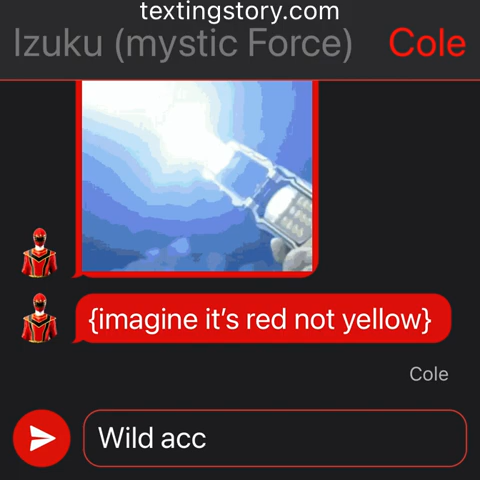 textingstory.com
Izuku (mystic Force) Cole
{imagine it's red not yellow}
Cole
Wild acc